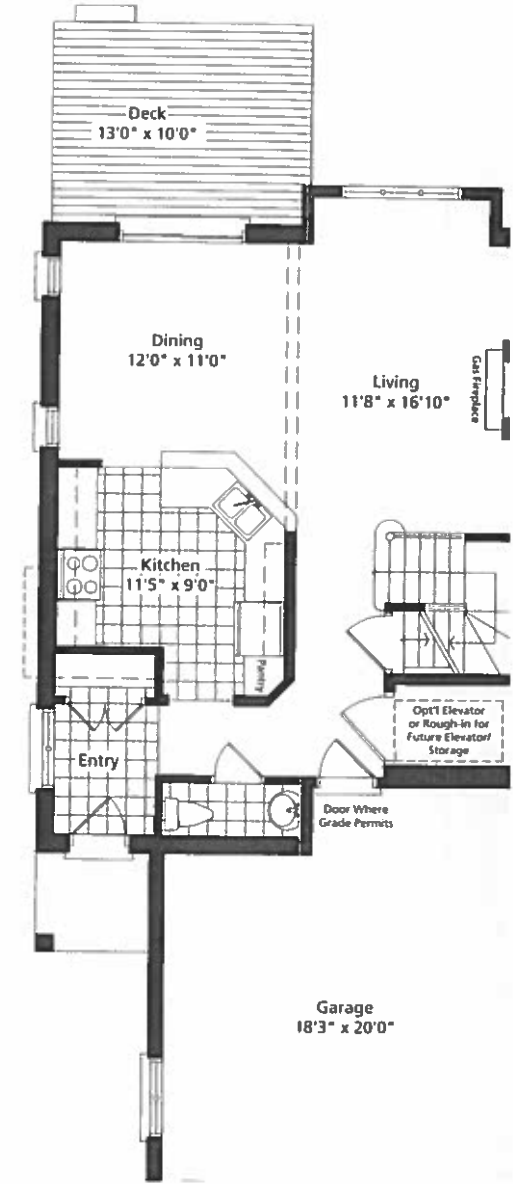 Deck
13'0" x 10'0"
Dining
12'0" x 11'0"
Living
11'8" x 16'10"
Gas Fireplace
Kitchen
11'5" x 9'0"
Pantry
Opt'l Elevator
or Rough-in for
Future Elevator/
Storage
Entry
Door Where
Grade Permits
Garage
18'3" x 20'0"